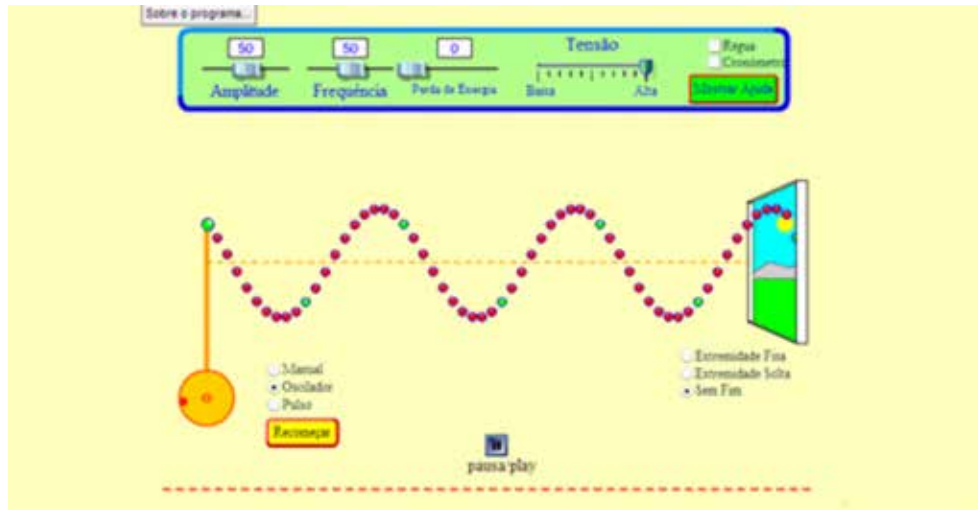 Sobre o programa...
50 50 0 Tensão
Régua
Cronômetro
Amplitude Frequência Perda de Energia Baixa Alta Mostrar Ajuda
Manual
Oscilador
Pulso
Recomeçar
Extremidade Fixa
Extremidade Solta
Sem Fim
pausa/play